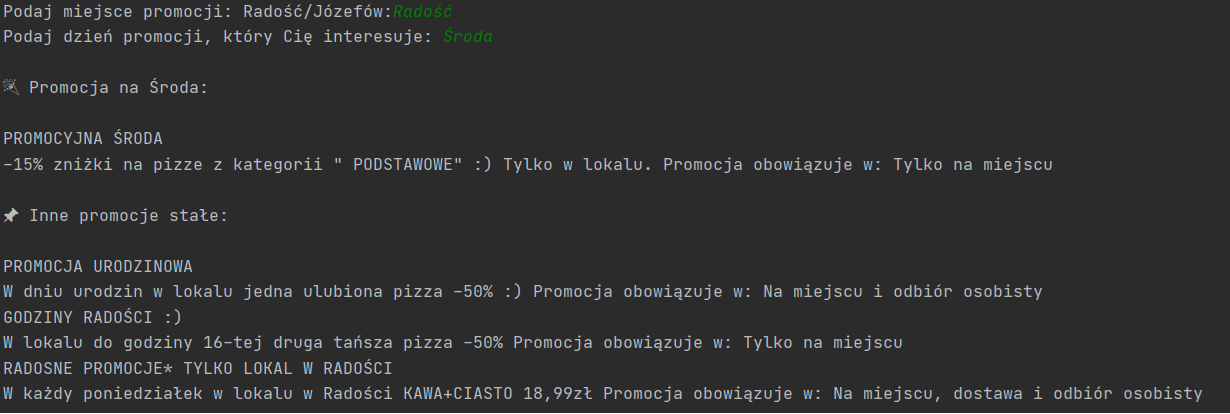 Podaj miejsce promocji: Radość/Józefów:Radość
Podaj dzień promocji, który Cię interesuje: Środa
🎉 Promocja na Środa:
PROMOCYJNA ŚRODA
-15% zniżki na pizze z kategorii " PODSTAWOWE" :) Tylko w lokalu. Promocja obowiązuje w: Tylko na miejscu
📌 Inne promocje stałe:
PROMOCJA URODZINOWA
W dniu urodzin w lokalu jedna ulubiona pizza -50% :) Promocja obowiązuje w: Na miejscu i odbiór osobisty
GODZINY RADOŚCI :)
W lokalu do godziny 16-tej druga tańsza pizza -50% Promocja obowiązuje w: Tylko na miejscu
RADOSNE PROMOCJE* TYLKO LOKAL W RADOŚCI
W każdy poniedziałek w lokalu w Radości KAWA+CIASTO 18,99zł Promocja obowiązuje w: Na miejscu, dostawa i odbiór osobisty